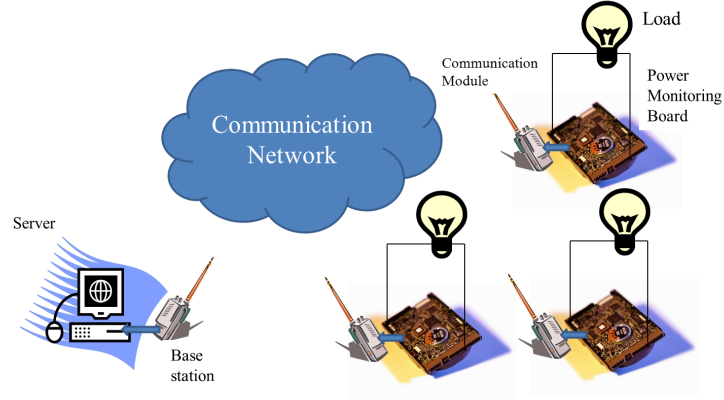 Load
Communication
Module
Power
Monitoring
Board
Communication
Network
Server
Base
station